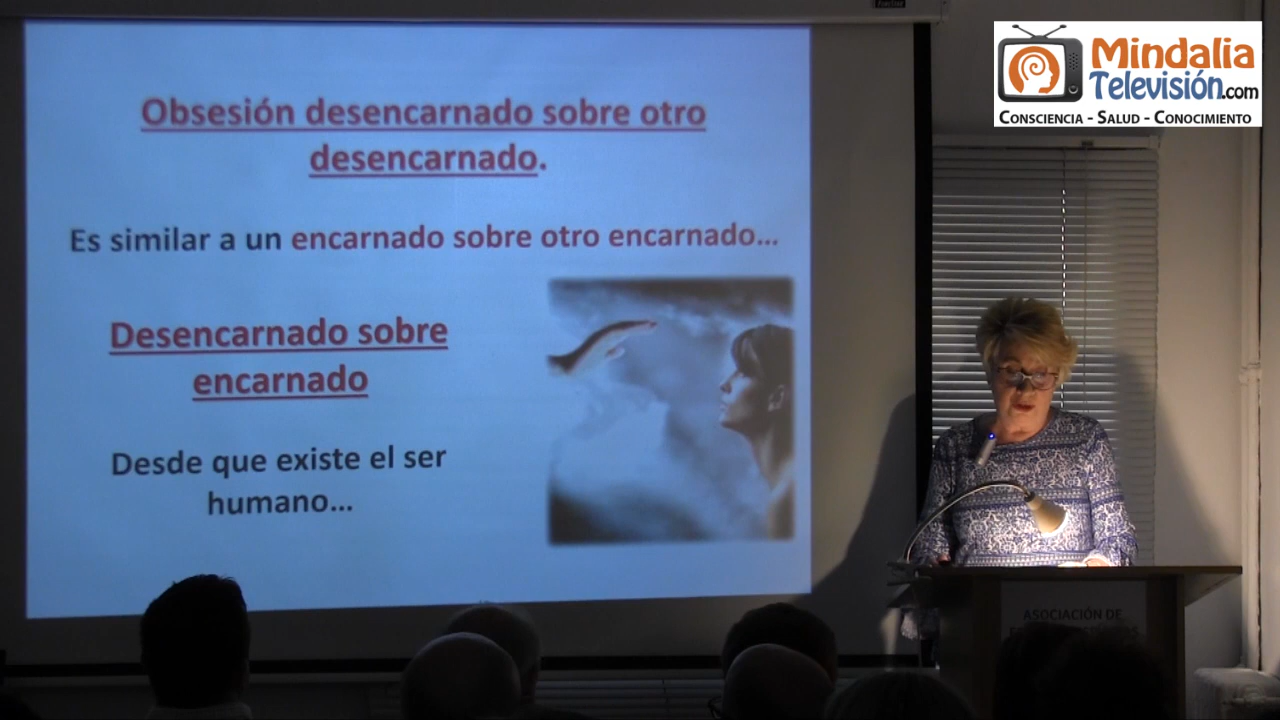 Mindalia
Televisión.com
CONSCIENCIA - SALUD - CONOCIMIENTO
Obsesión desencarnado sobre otro
desencarnado.
Es similar a un encarnado sobre otro encarnado...
Desencarnado sobre
encarnado
Desde que existe el ser
humano...
ASOCIACIÓN DE